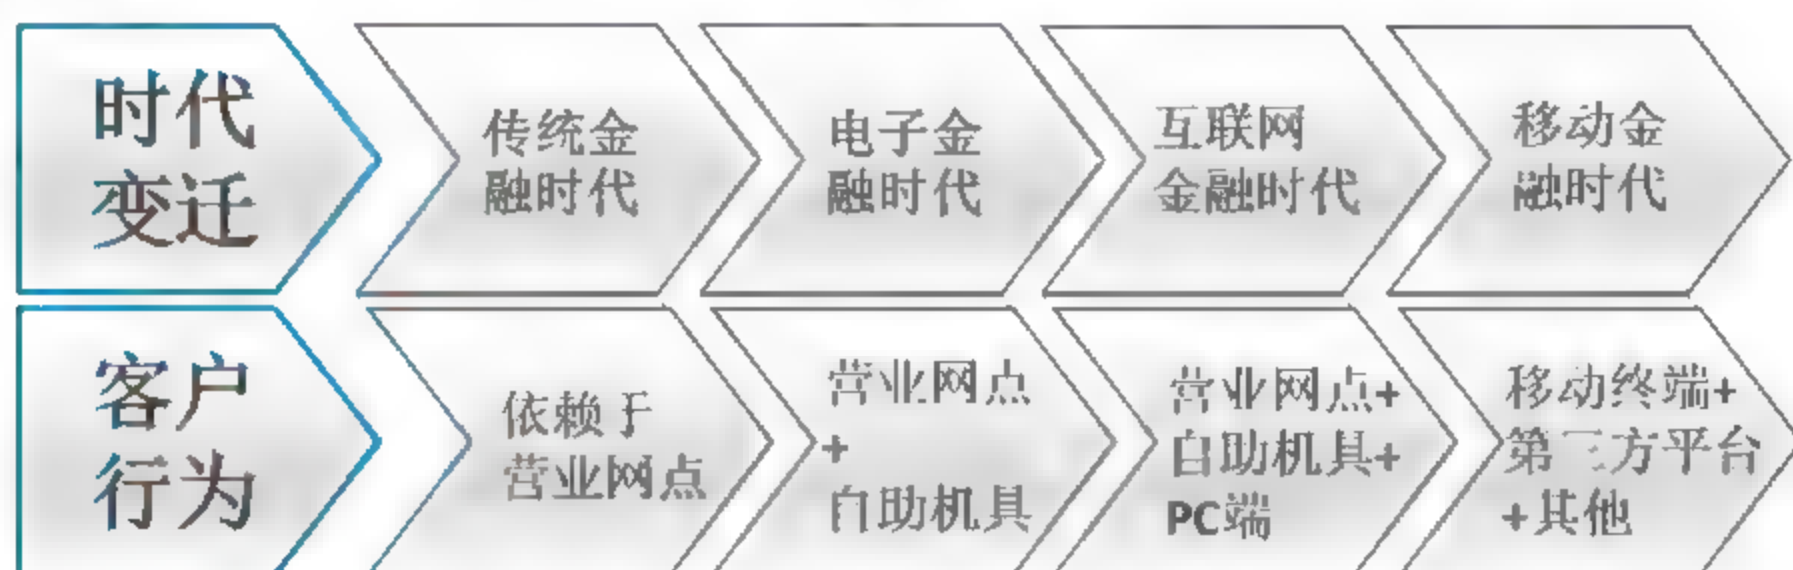 时代
变迁
传统金
融时代
电子金
融时代
互联网
金融时代
移动金
融时代
客户
行为
依赖于
营业网点
营业网点
+
自助机具
营业网点+
自助机具+
PC端
移动终端+
第三方平台
+其他